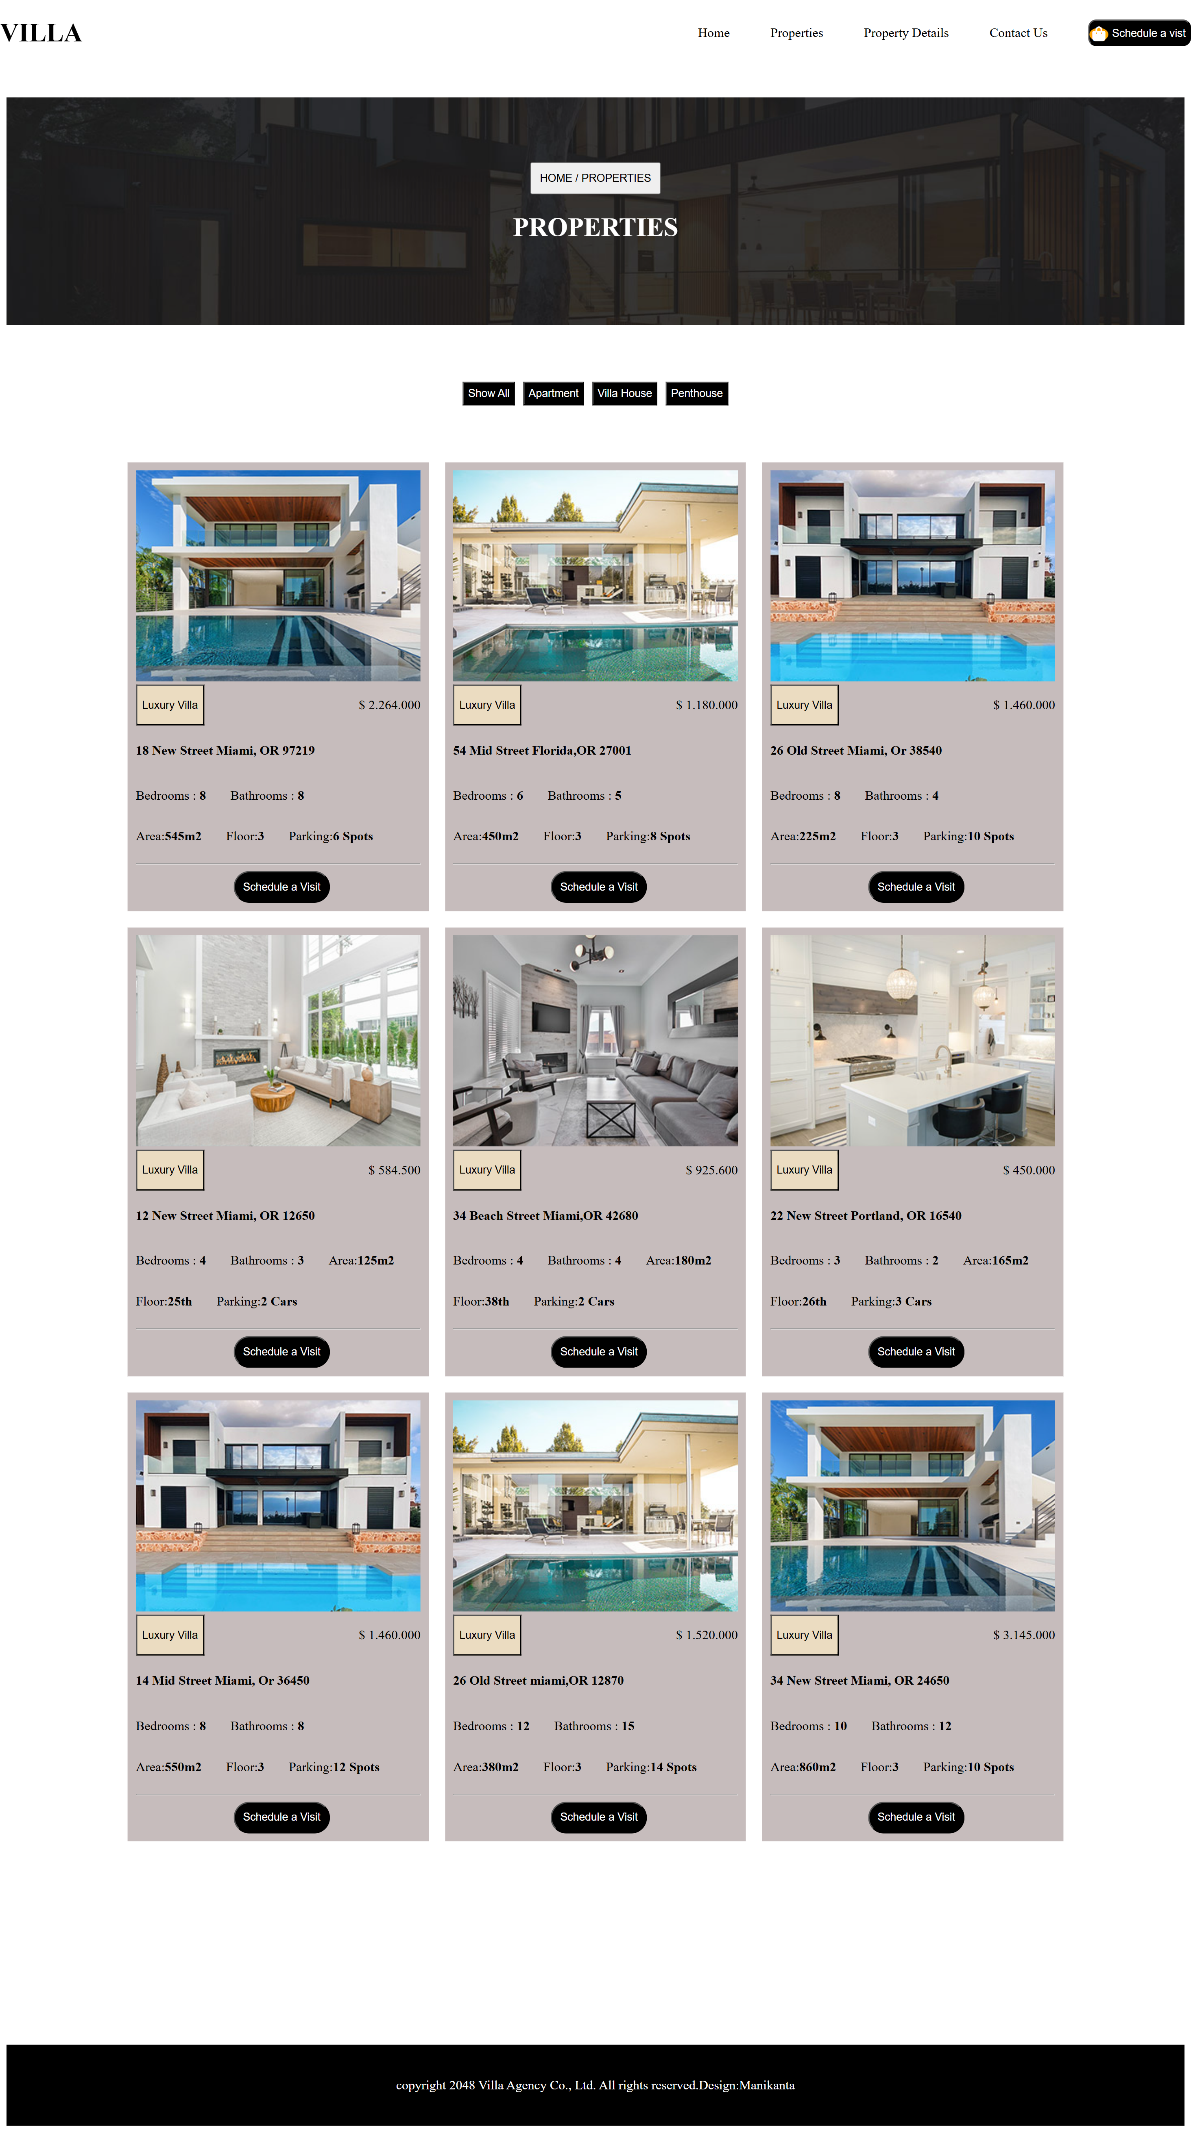 VILLA
Home Properties Property Details Contact Us Schedule a vist
HOME / PROPERTIES
PROPERTIES
Show All Apartment Villa House Penthouse
Luxury Villa $ 2.264.000
18 New Street Miami, OR 97219
Bedrooms : 8 Bathrooms : 8
Area:545m2 Floor:3 Parking:6 Spots
Schedule a Visit
Luxury Villa $ 1.180.000
54 Mid Street Florida,OR 27001
Bedrooms : 6 Bathrooms : 5
Area:450m2 Floor:3 Parking:8 Spots
Schedule a Visit
Luxury Villa $ 1.460.000
26 Old Street Miami, Or 38540
Bedrooms : 8 Bathrooms : 4
Area:225m2 Floor:3 Parking:10 Spots
Schedule a Visit
Luxury Villa $ 584.500
12 New Street Miami, OR 12650
Bedrooms : 4 Bathrooms : 3 Area:125m2
Floor:25th Parking:2 Cars
Schedule a Visit
Luxury Villa $ 925.600
34 Beach Street Miami,OR 42680
Bedrooms : 4 Bathrooms : 4 Area:180m2
Floor:38th Parking:2 Cars
Schedule a Visit
Luxury Villa $ 450.000
22 New Street Portland, OR 16540
Bedrooms : 3 Bathrooms : 2 Area:165m2
Floor:26th Parking:3 Cars
Schedule a Visit
Luxury Villa $ 1.460.000
14 Mid Street Miami, Or 36450
Bedrooms : 8 Bathrooms : 8
Area:550m2 Floor:3 Parking:12 Spots
Schedule a Visit
Luxury Villa $ 1.520.000
26 Old Street miami,OR 12870
Bedrooms : 12 Bathrooms : 15
Area:380m2 Floor:3 Parking:14 Spots
Schedule a Visit
Luxury Villa $ 3.145.000
34 New Street Miami, OR 24650
Bedrooms : 10 Bathrooms : 12
Area:860m2 Floor:3 Parking:10 Spots
Schedule a Visit
copyright 2048 Villa Agency Co., Ltd. All rights reserved.Design:Manikanta